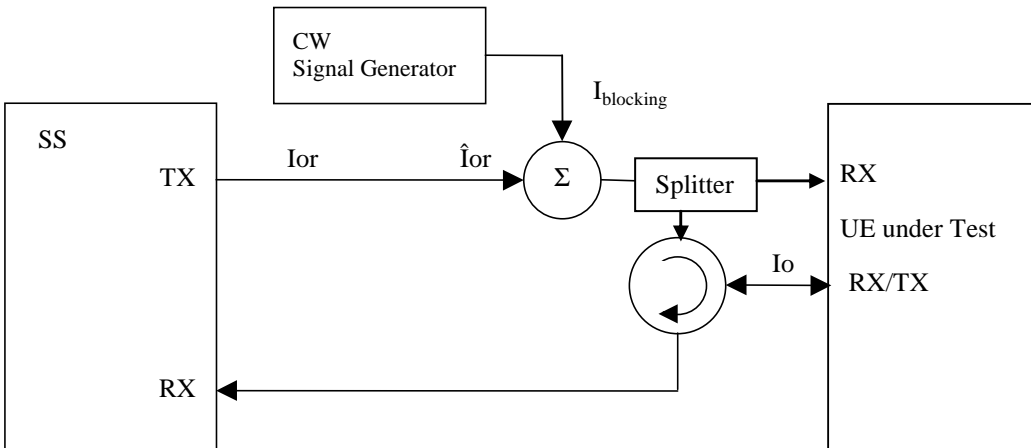 CW
Signal Generator
I_blocking
SS
TX
Ior
Îor
Σ
Splitter
RX
UE under Test
Io
RX/TX
RX